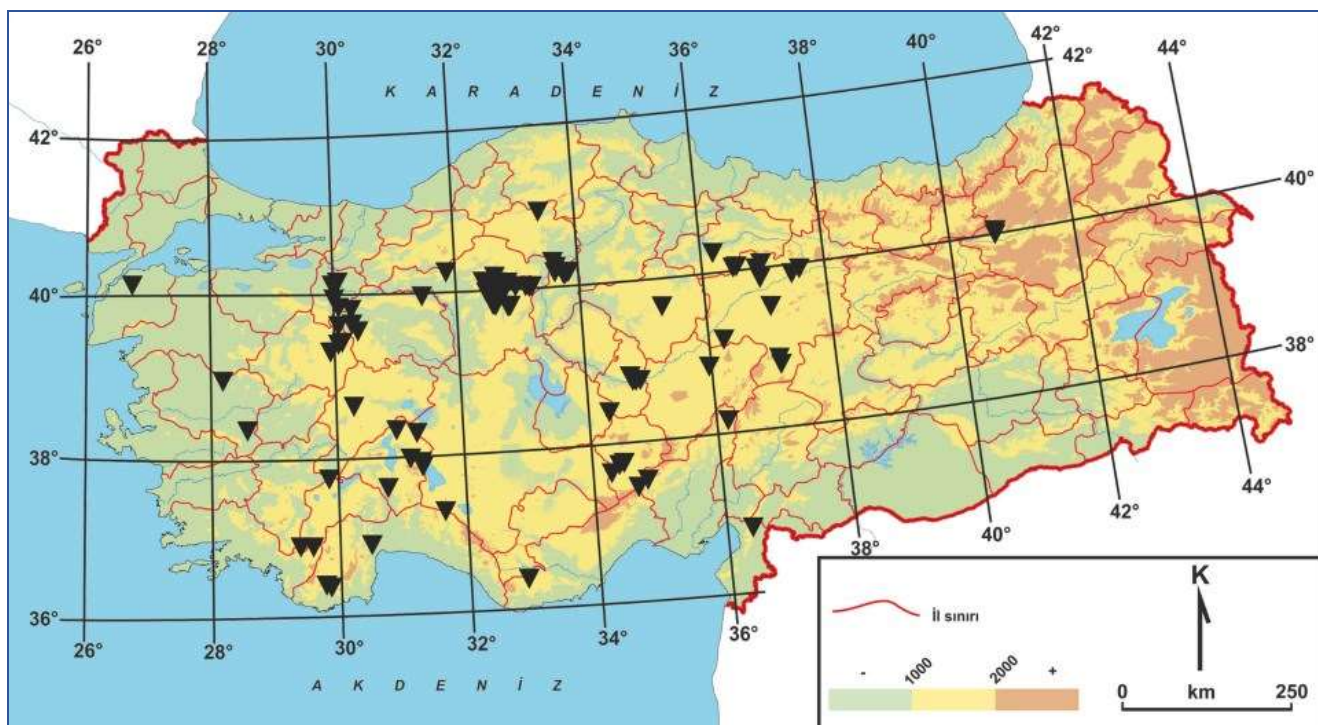 26° 28° 30° 32° 34° 36° 38° 40° 42° 44°
42°
K A R A D E N İ Z
42° 40°
40° 38°
38°
36°
26° 28° 30° 32° 34° 36° 38° 40° 42° 44°
A K D E N İ Z
K
İl sınırı
- 1000 2000 +
0 km 250